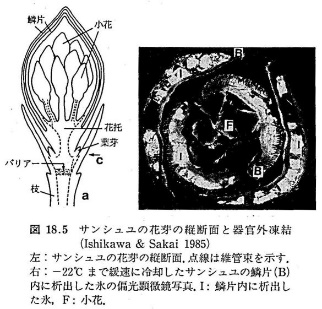 鱗片
小花
花托
葉芽
バリアー
c
枝
a
B
I
F
I
I
B
図 18.5 サンシュユの花芽の縦断面と器官外凍結
(Ishikawa & Sakai 1985)
左：サンシュユの花芽の縦断面．点線は維管束を示す．
右：−22℃ まで緩速に冷却したサンシュユの鱗片(B)
内に析出した氷の偏光顕微鏡写真．I：鱗片内に析出し
た氷，F：小花．